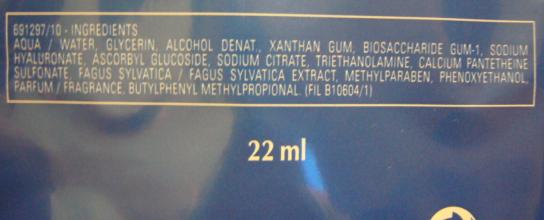 691297/10 - INGREDIENTS
AQUA / WATER, GLYCERIN, ALCOHOL DENAT., XANTHAN GUM, BIOSACCHARIDE GUM-1, SODIUM
HYALURONATE, ASCORBYL GLUCOSIDE, SODIUM CITRATE, TRIETHANOLAMINE, CALCIUM PANTETHEINE
SULFONATE, FAGUS SYLVATICA / FAGUS SYLVATICA EXTRACT, METHYLPARABEN, PHENOXYETHANOL,
PARFUM / FRAGRANCE, BUTYLPHENYL METHYLPROPIONAL. (FIL B10604/1)
22 ml